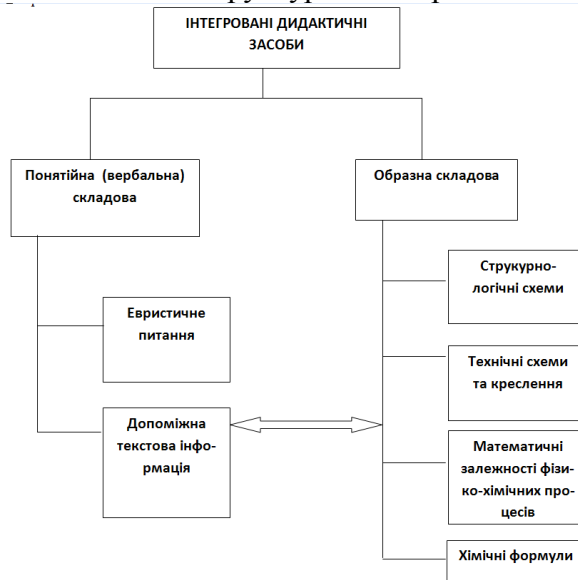 ІНТЕГРОВАНІ ДИДАКТИЧНІ
ЗАСОБИ
Понятійна (вербальна)
складова
Образна складова
Струкурно-
логічні схеми
Евристичне
питання
Технічні схеми
та креслення
Допоміжна
текстова інфо-
рмація
Математичні
залежності фізи-
ко-хімічних про-
цесів
Хімічні формули